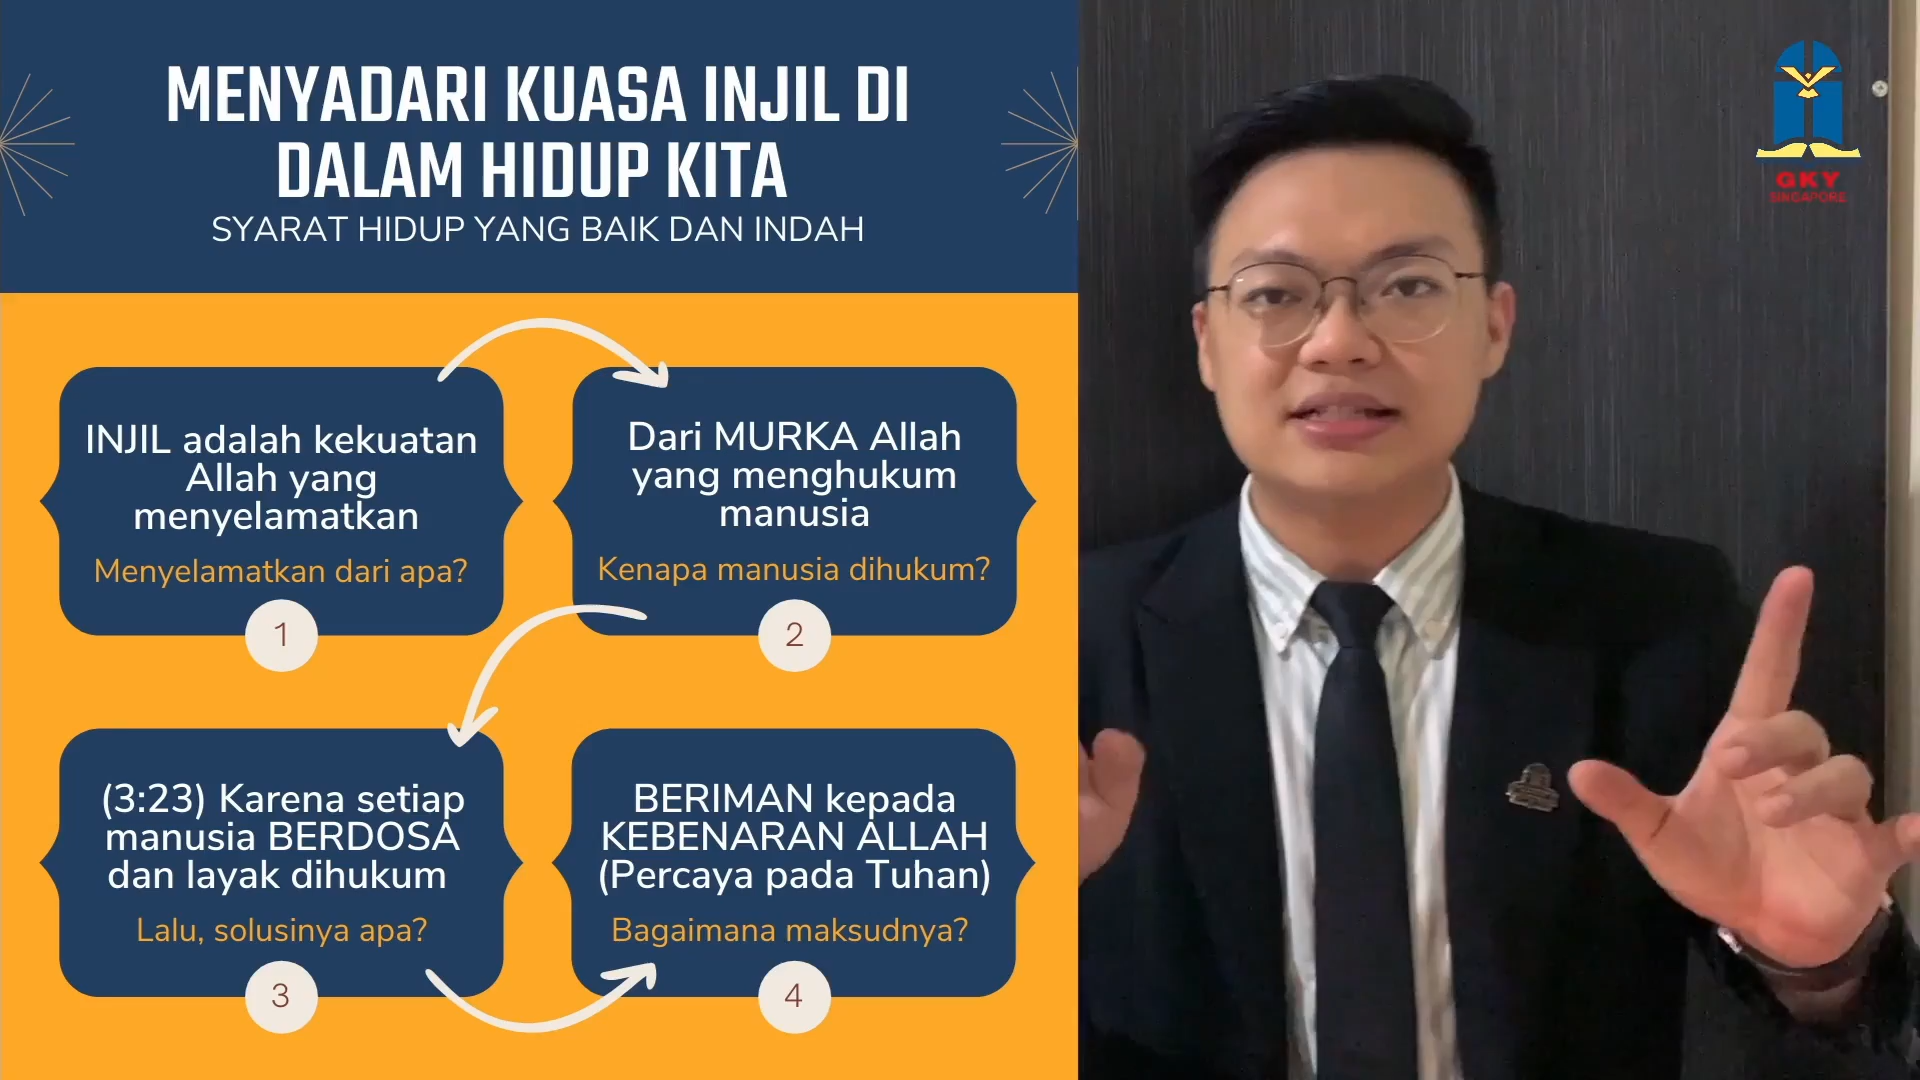 MENYADARI KUASA INJIL DI
DALAM HIDUP KITA
SYARAT HIDUP YANG BAIK DAN INDAH
INJIL adalah kekuatan
Allah yang
menyelamatkan
Menyelamatkan dari apa?
1
Dari MURKA Allah
yang menghukum
manusia
Kenapa manusia dihukum?
2
(3:23) Karena setiap
manusia BERDOSA
dan layak dihukum
Lalu, solusinya apa?
3
BERIMAN kepada
KEBENARAN ALLAH
(Percaya pada Tuhan)
Bagaimana maksudnya?
4
GKY
SINGAPORE